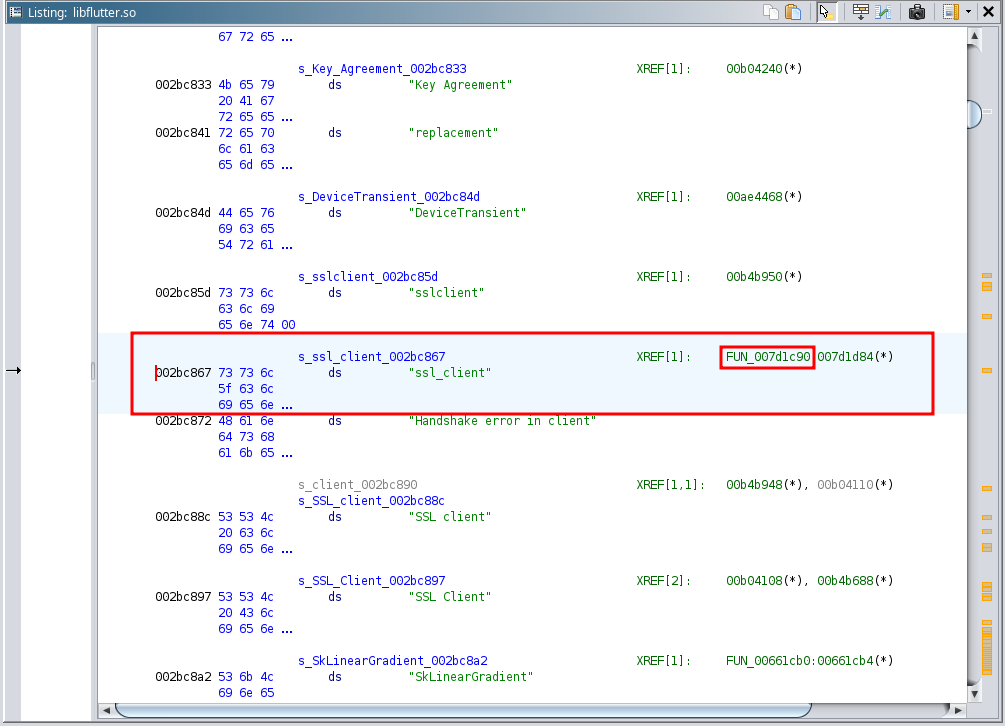 Listing: libflutter.so
67 72 65 ...
s_Key_Agreement_002bc833 XREF[1]: 00b04240(*)
002bc833 4b 65 79 ds "Key Agreement"
20 41 67
72 65 65 ...
002bc841 72 65 70 ds "replacement"
6c 61 63
65 6d 65 ...
s_DeviceTransient_002bc84d XREF[1]: 00ae4468(*)
002bc84d 44 65 76 ds "DeviceTransient"
69 63 65
54 72 61 ...
s_sslclient_002bc85d XREF[1]: 00b4b950(*)
002bc85d 73 73 6c ds "sslclient"
63 6c 69
65 6e 74 00
s_ssl_client_002bc867 XREF[1]: FUN_007d1c90:007d1d84(*)
002bc867 73 73 6c ds "ssl_client"
5f 63 6c
69 65 6e ...
002bc872 48 61 6e ds "Handshake error in client"
64 73 68
61 6b 65 ...
s_client_002bc890 XREF[1,1]: 00b4b948(*), 00b04110(*)
s_SSL_client_002bc88c
002bc88c 53 53 4c ds "SSL client"
20 63 6c
69 65 6e ...
s_SSL_Client_002bc897 XREF[2]: 00b04108(*), 00b4b688(*)
002bc897 53 53 4c ds "SSL Client"
20 43 6c
69 65 6e ...
s_SkLinearGradient_002bc8a2 XREF[1]: FUN_00661cb0:00661cb4(*)
002bc8a2 53 6b 4c ds "SkLinearGradient"
69 6e 65